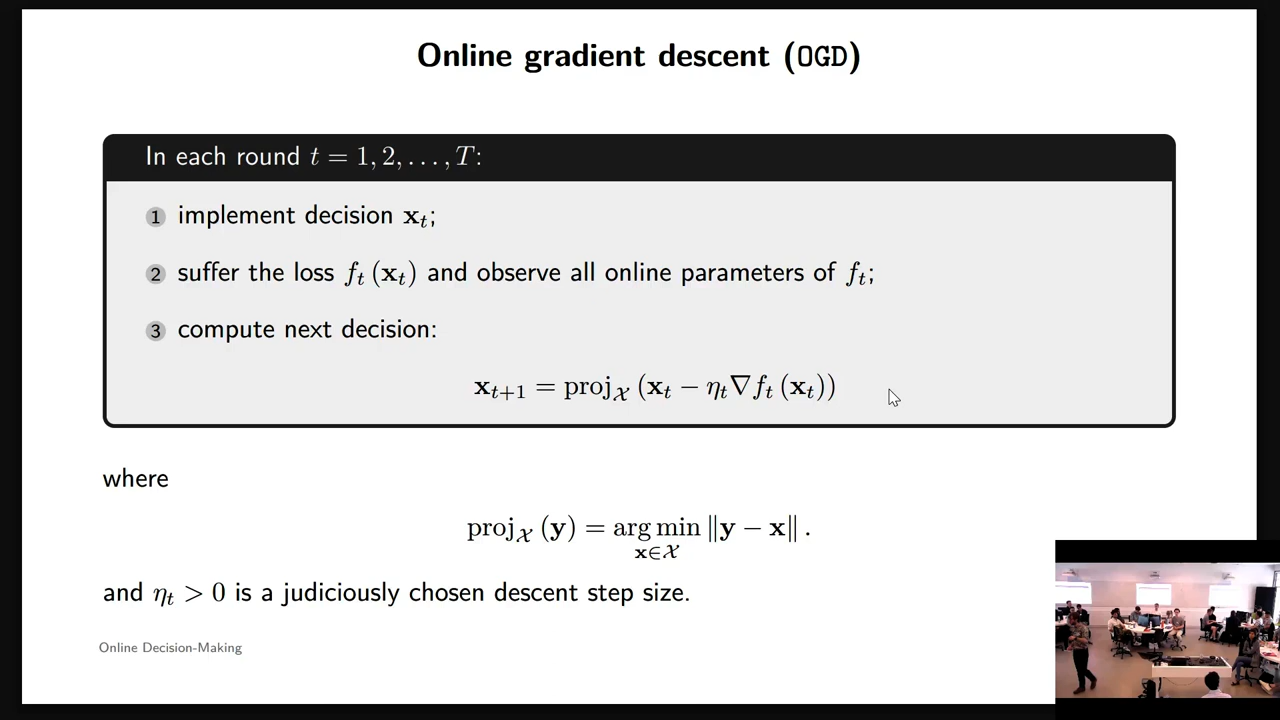 Online gradient descent (OGD)
In each round t = 1, 2, . . . , T:
1 implement decision x_t;
2 suffer the loss f_t (x_t) and observe all online parameters of f_t;
3 compute next decision:
x_{t+1} = proj_𝒳 (x_t − η_t∇f_t (x_t))
where
proj_𝒳 (y) = arg min ‖y − x‖ .
x∈𝒳
and η_t > 0 is a judiciously chosen descent step size.
Online Decision-Making